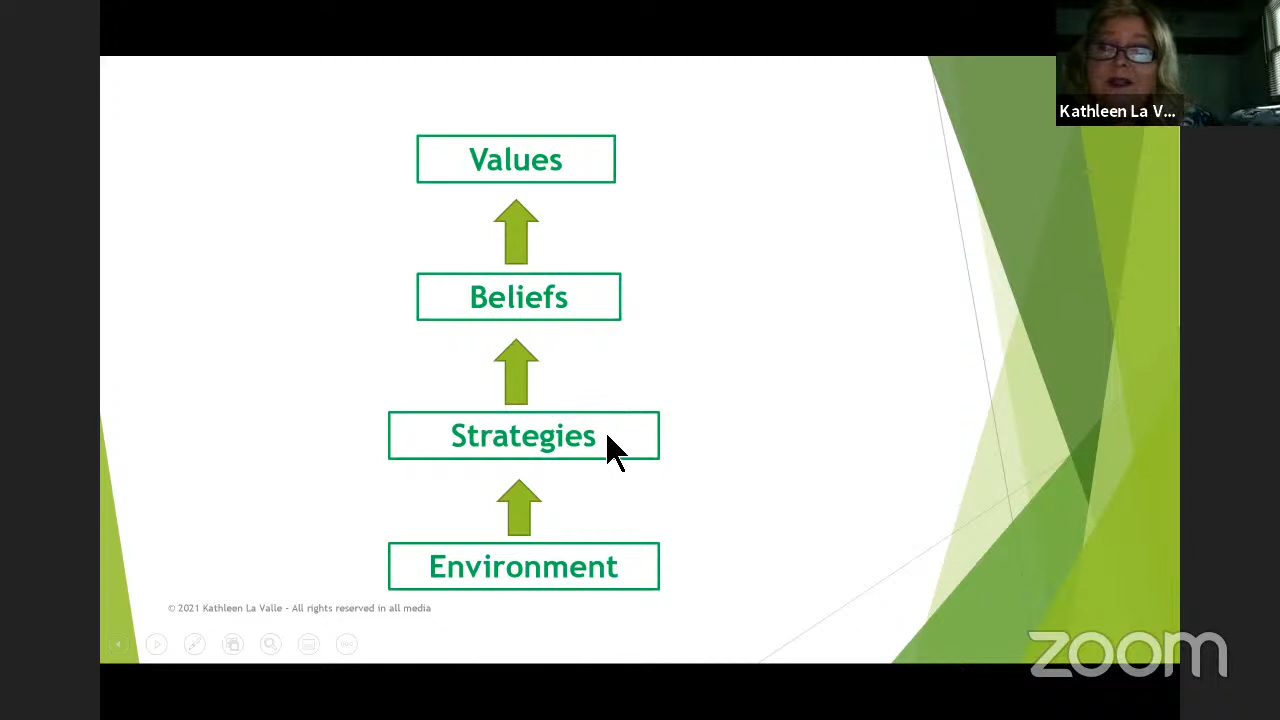 Kathleen La V...
Values
Beliefs
Strategies
Environment
© 2021 Kathleen La Valle - All rights reserved in all media
zoom